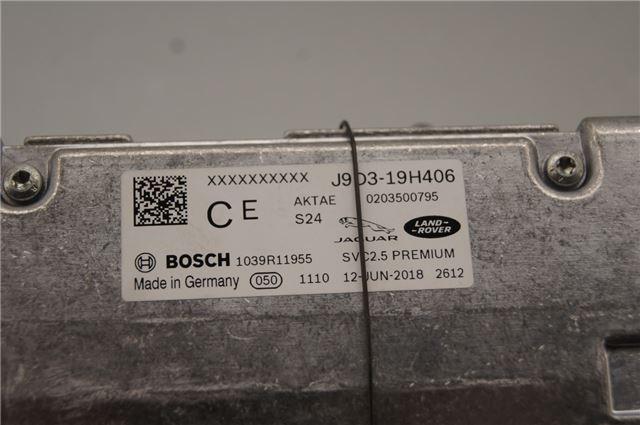 XXXXXXXXXX J9D3-19H406
AKTAE 0203500795
CE S24 JAGUAR LAND ROVER
BOSCH 1039R11955 SVC2.5 PREMIUM
Made in Germany 050 1110 12-JUN-2018 2612